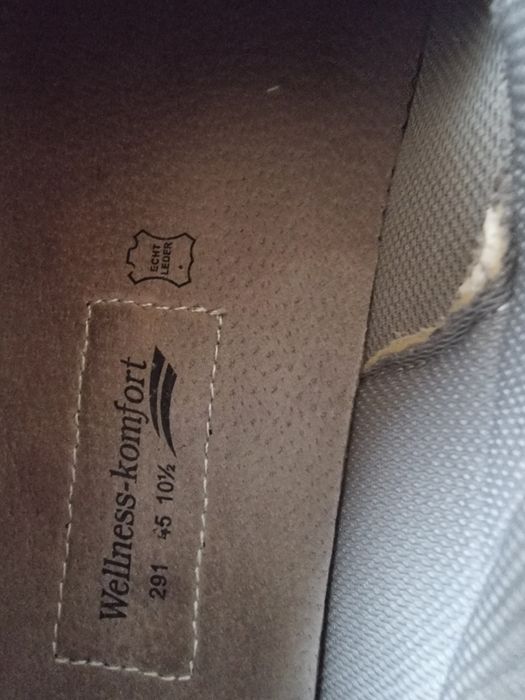 ECHT
LEDER
Wellness-komfort
291 45 10½